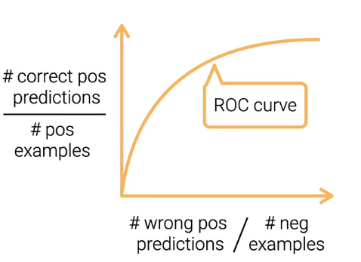 # correct pos
predictions
# pos
examples
ROC curve
# wrong pos / # neg
predictions examples